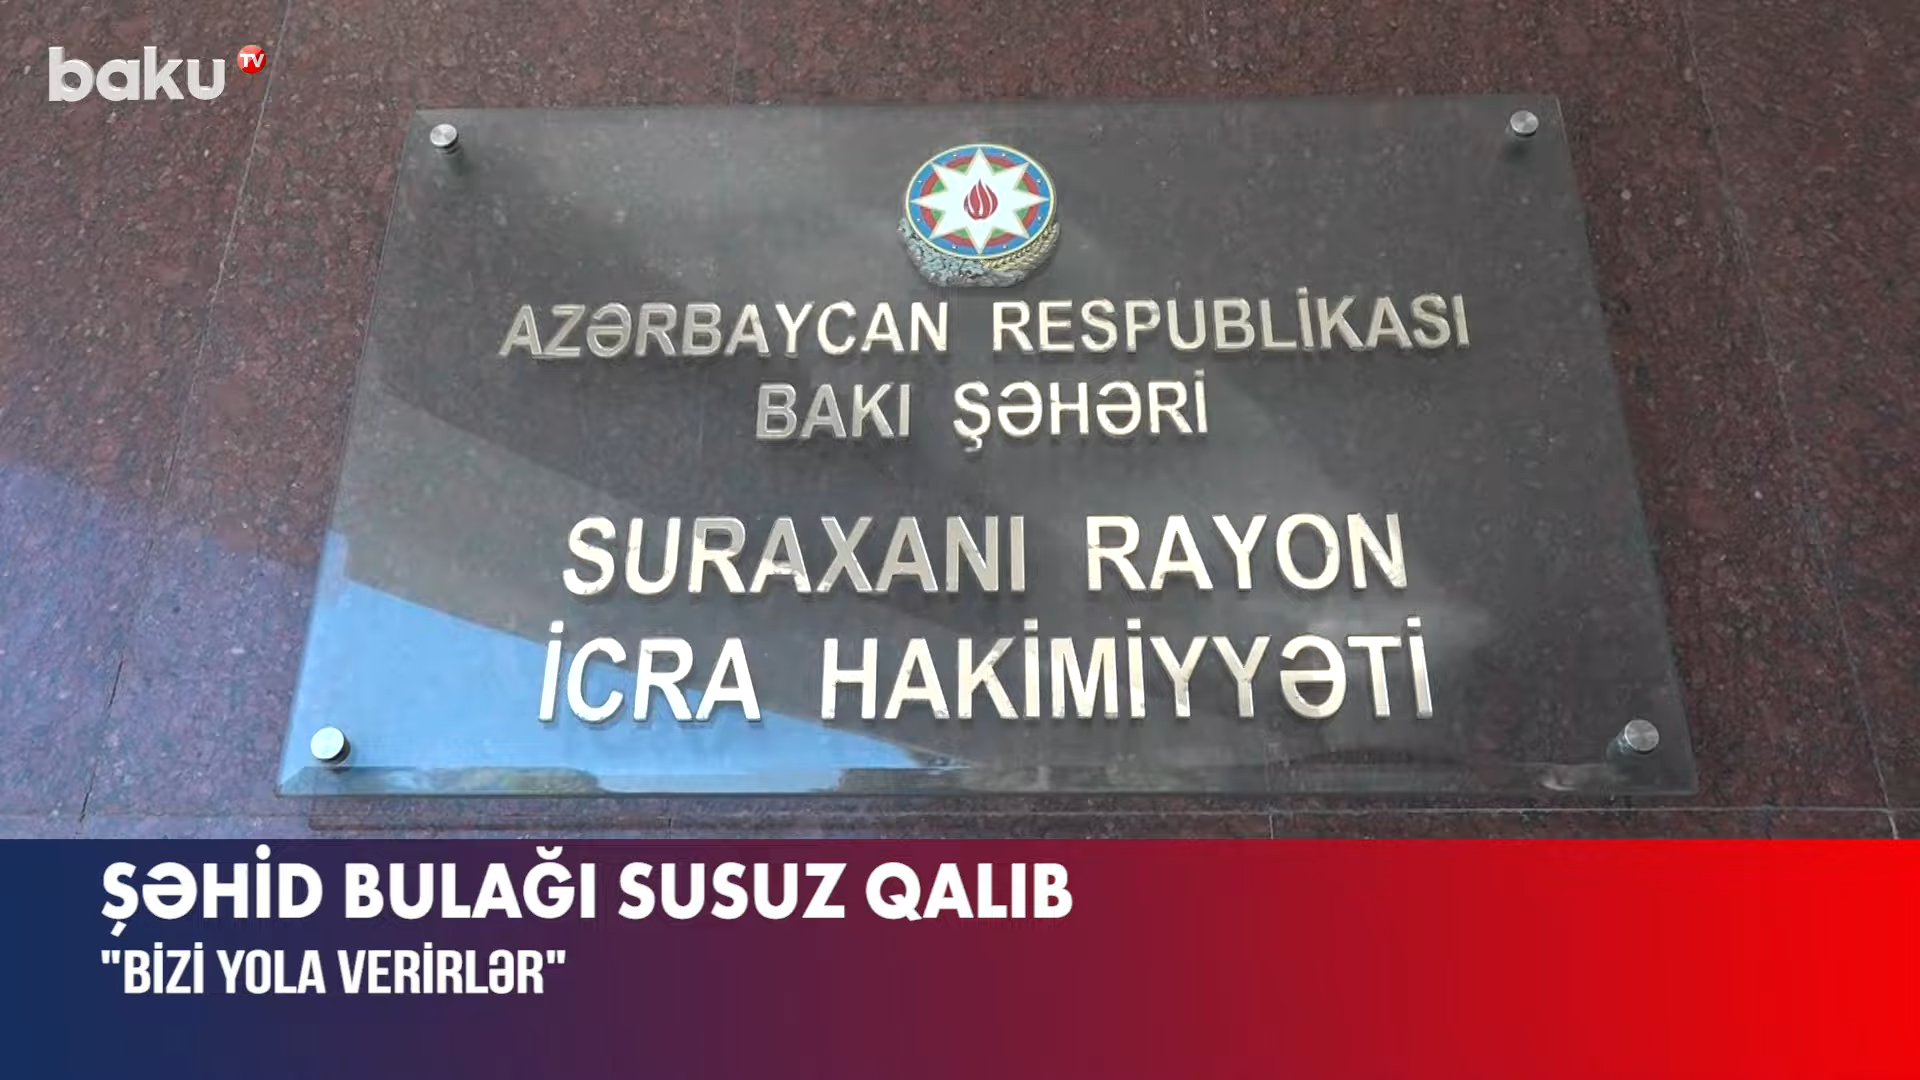 baku TV
AZƏRBAYCAN RESPUBLİKASI
BAKI ŞƏHƏRİ
SURAXANI RAYON
İCRA HAKİMİYYƏTİ
ŞƏHİD BULAĞI SUSUZ QALIB
"BİZİ YOLA VERİRLƏR"